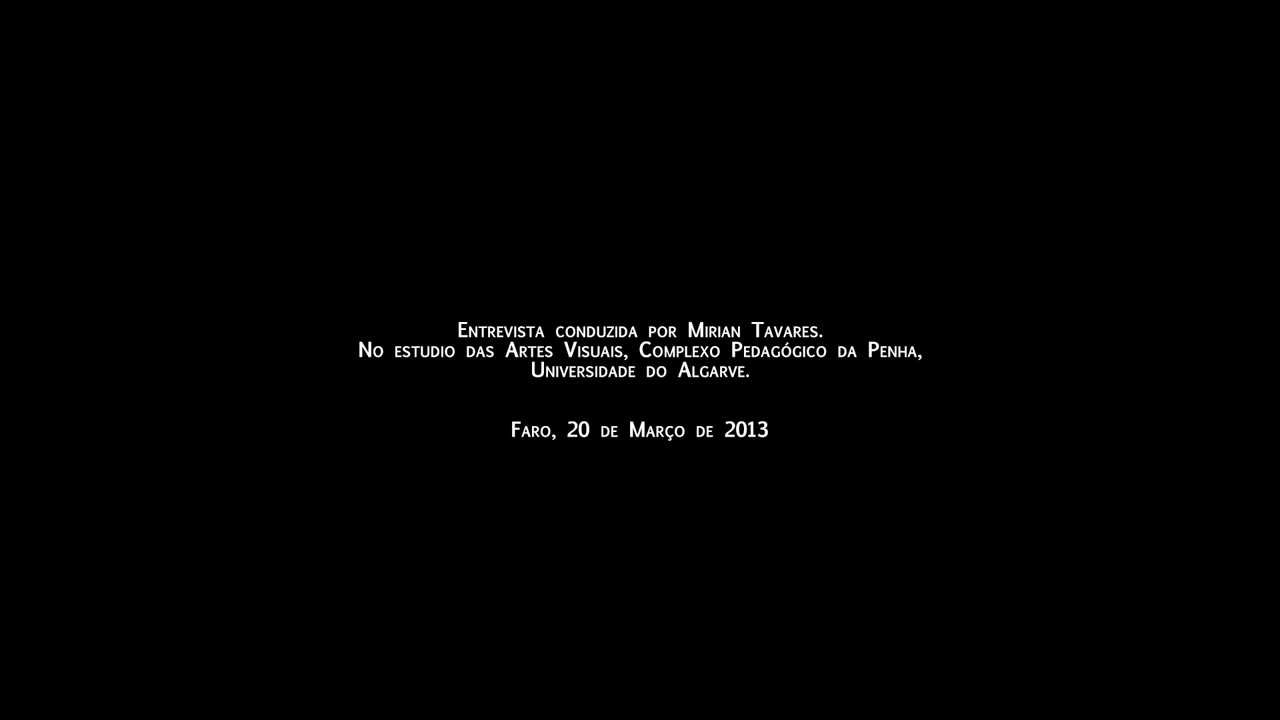 Entrevista conduzida por Mirian Tavares.
No estudio das Artes Visuais, Complexo Pedagógico da Penha,
Universidade do Algarve.
Faro, 20 de Março de 2013